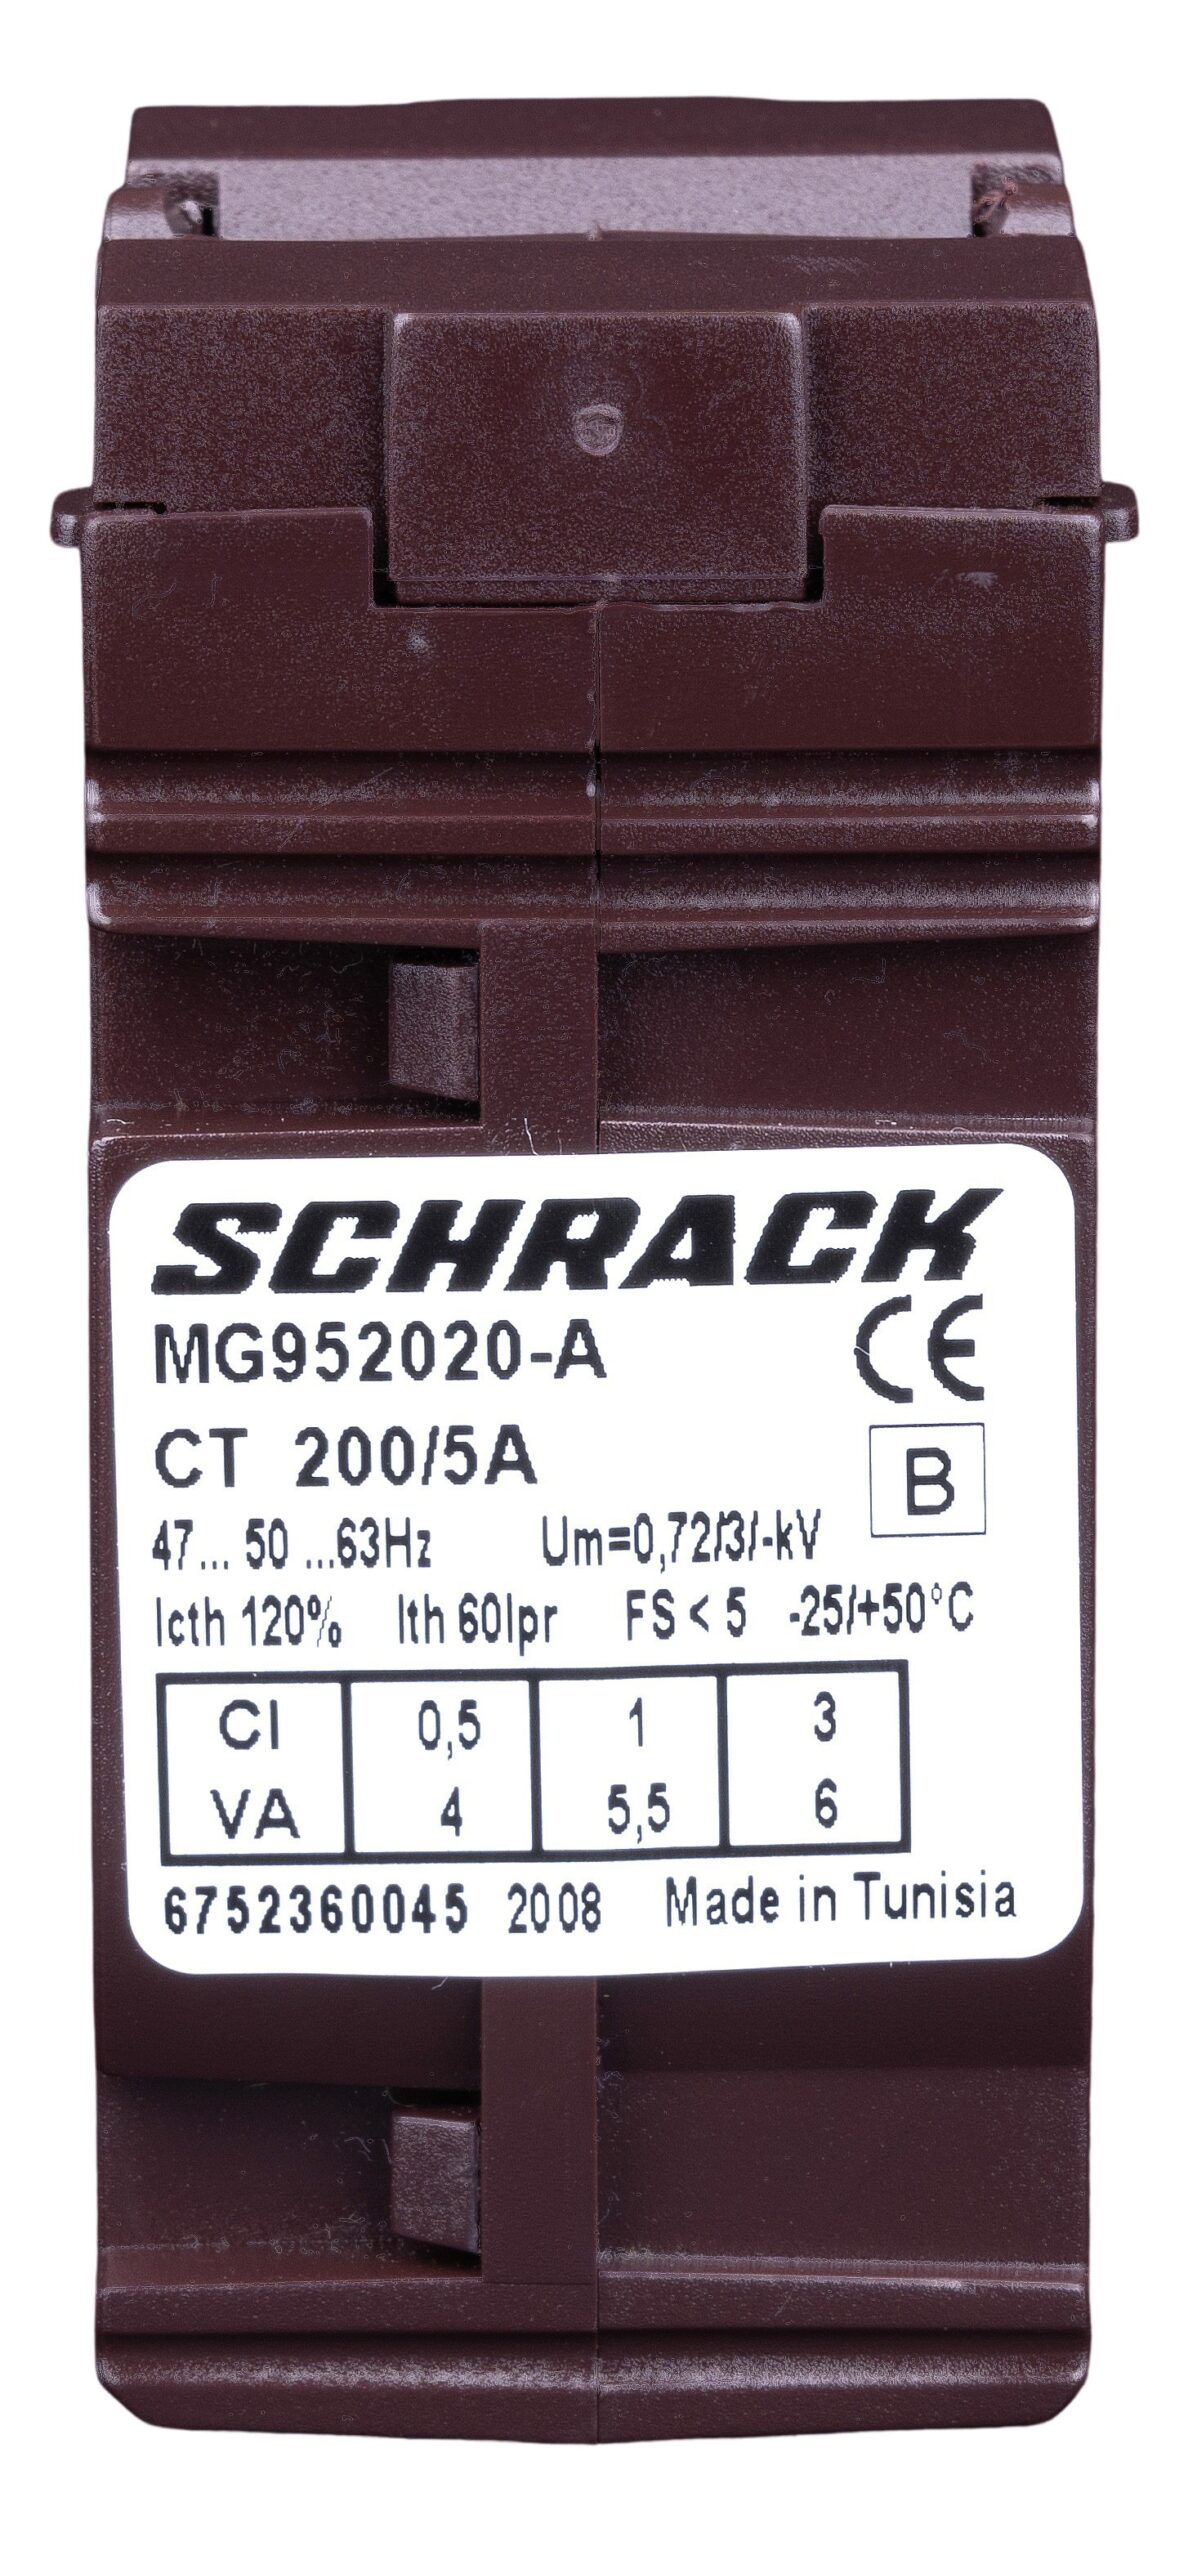 SCHRACK
MG952020-A
CE
CT 200/5A
B
47... 50 ...63Hz Um=0,72/3/-kV
Icth 120% Ith 60Ipr FS < 5 -25/+50°C
Cl 0,5 1 3
VA 4 5,5 6
6752360045 2008 Made in Tunisia